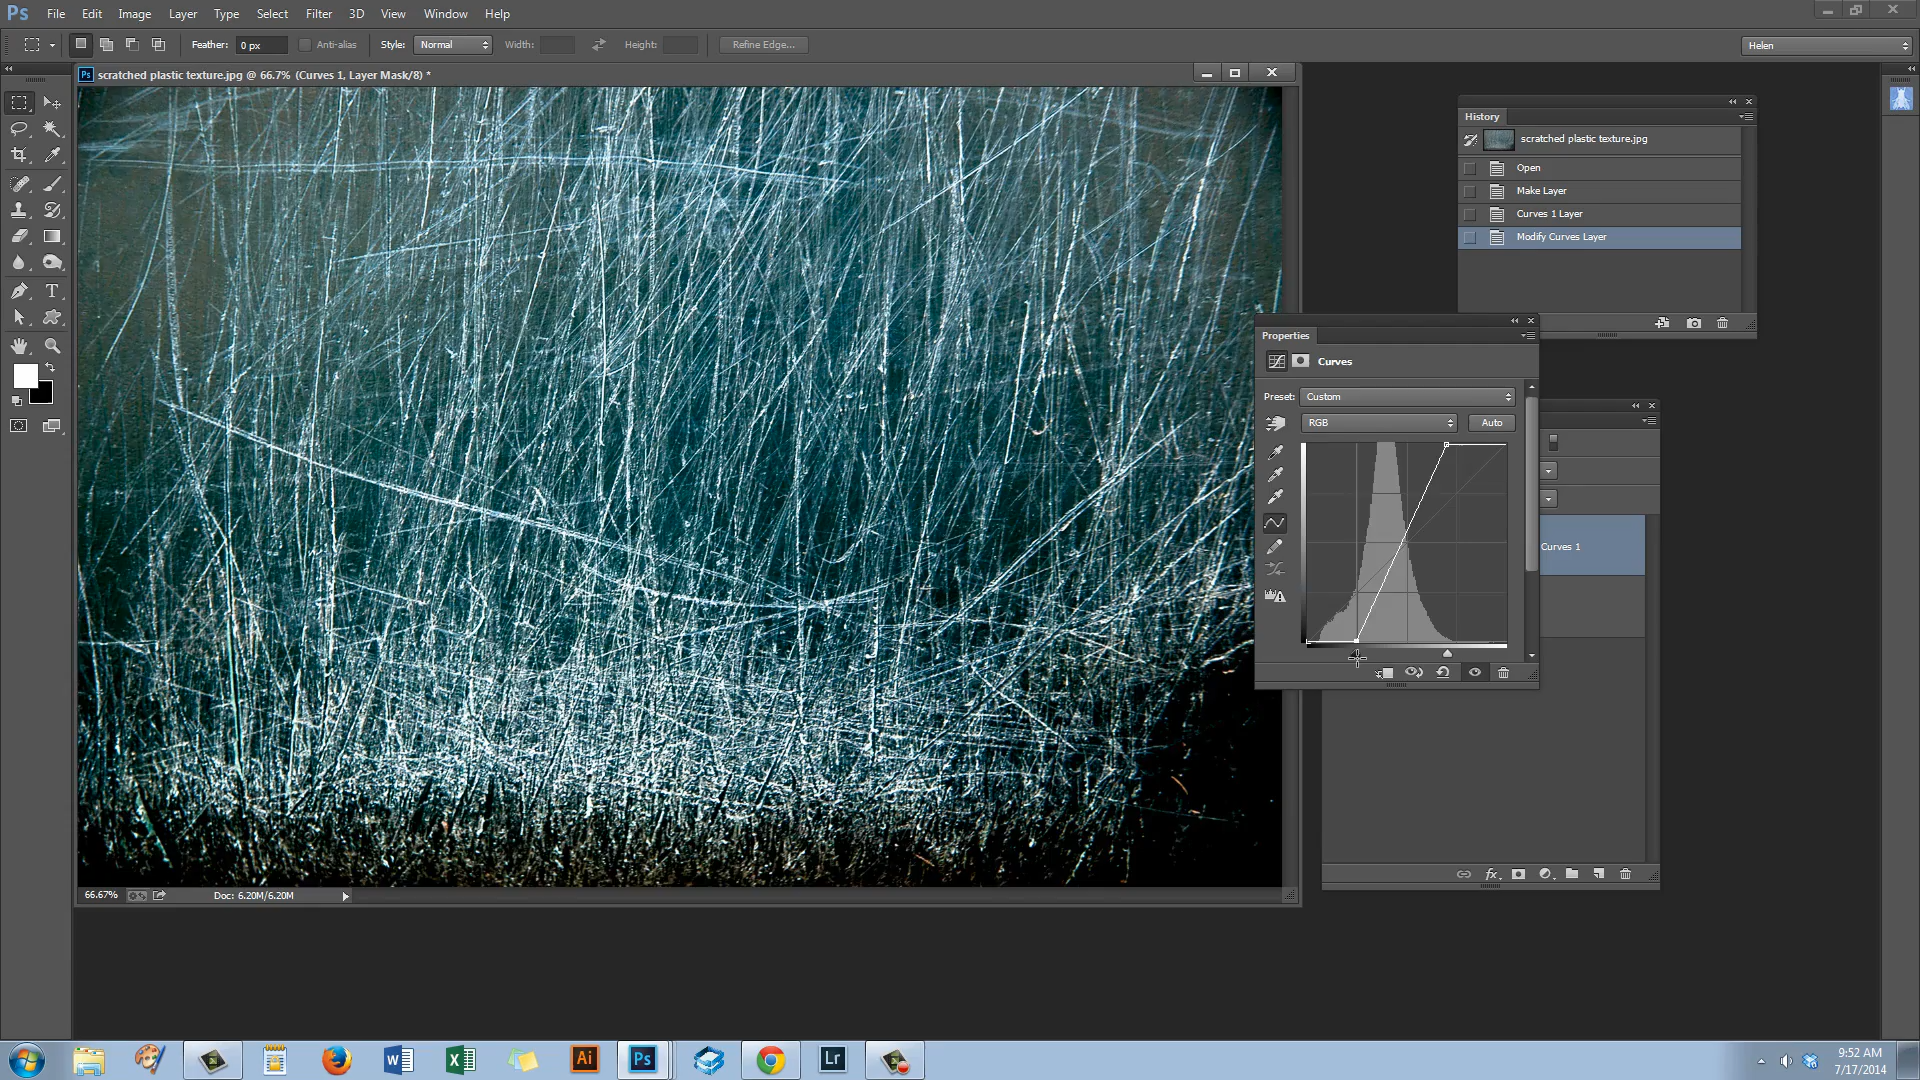 Ps File Edit Image Layer Type Select Filter 3D View Window Help
Feather: 0 px Anti-alias Style: Normal Width: Height: Refine Edge... Helen
Ps scratched plastic texture.jpg @ 66.7% (Curves 1, Layer Mask/8) *
History
scratched plastic texture.jpg
Open
Make Layer
Curves 1 Layer
Modify Curves Layer
Properties
Curves
Preset: Custom
RGB Auto
Curves 1
fx
T
66.67% Doc: 6.20M/6.20M
Ai Ps Lr
9:52 AM
7/17/2014